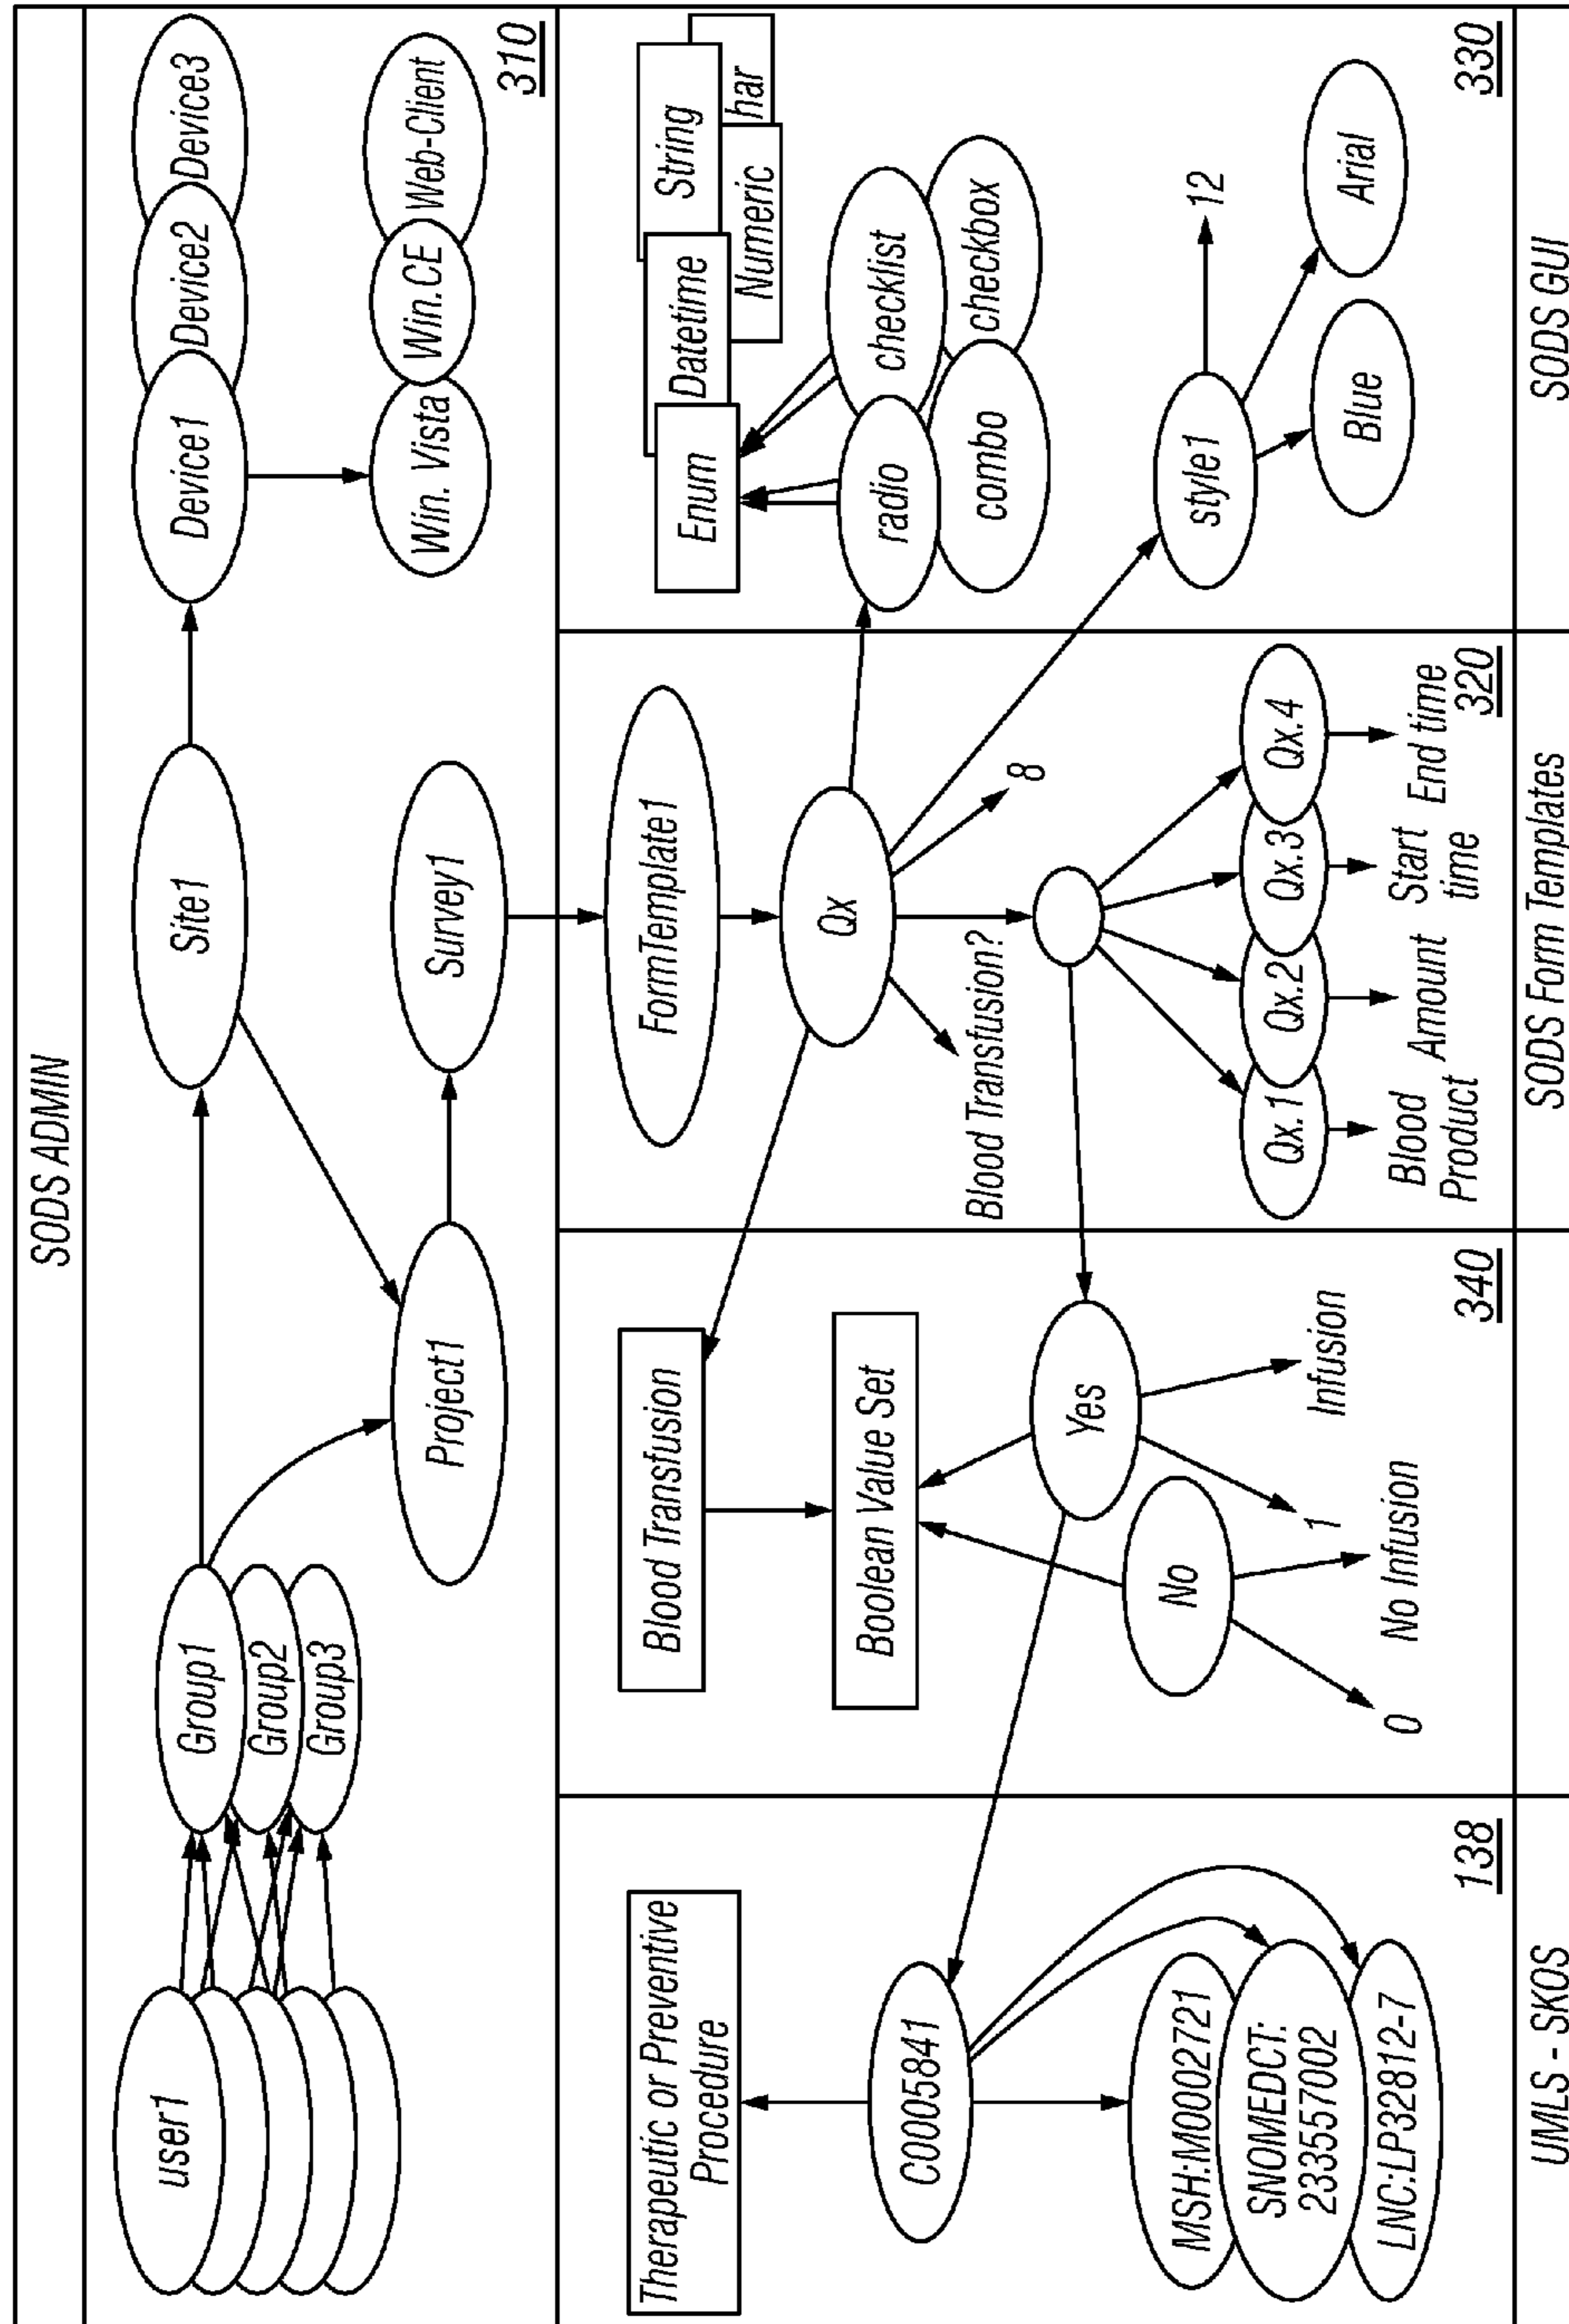 SODS ADMIN
user1
Group1
Group2
Group3
Site1
Device1
Device2
Device3
Project1
Survey1
Win. Vista
Win.CE
Web-Client
310
Therapeutic or Preventive
Procedure
C0005841
MSH:M0002721
SNOMEDCT:
233557002
LNC:LP32812-7
138
UMLS - SKOS
Blood Transfusion
Boolean Value Set
Yes
No
Infusion
1
No Infusion
0
340
FormTemplate1
Qx
Blood Transfusion?
8
Qx.1
Qx.2
Qx.3
Qx.4
Blood
Product
Amount
Start
time
End time
320
SODS Form Templates
Enum
Datetime
String
Numeric
har
radio
checklist
combo
checkbox
style1
12
Blue
Arial
330
SODS GUI